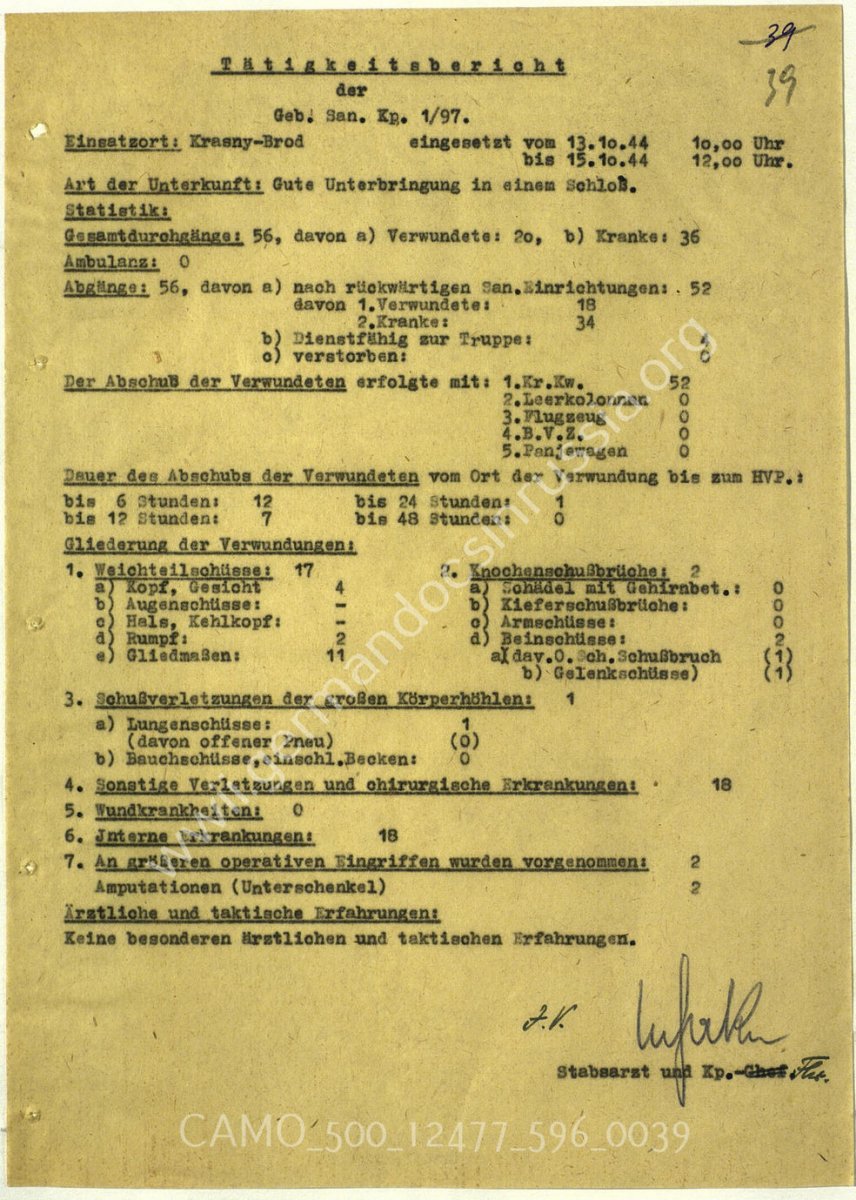 39
39
Tätigkeitsbericht
der
Geb. San. Kp. 1/97.
Einsatzort: Krasny-Brod eingesetzt vom 13.10.44 10,00 Uhr
bis 15.10.44 12,00 Uhr.
Art der Unterkunft: Gute Unterbringung in einem Schloß.
Statistik:
Gesamtdurchgänge: 56, davon a) Verwundete: 20, b) Kranke: 36
Ambulanz: 0
Abgänge: 56, davon a) nach rückwärtigen San.Einrichtungen: 52
davon 1.Verwundete: 18
2.Kranke: 34
b) Dienstfähig zur Truppe: 4
c) verstorben: 0
Der Abschuß der Verwundeten erfolgte mit: 1.Kr.Kw. 52
2.Leerkolonnen 0
3.Flugzeug 0
4.B.V.Z. 0
5.Panjewagen 0
Dauer des Abschubs der Verwundeten vom Ort der Verwundung bis zum HVP.:
bis 6 Stunden: 12 bis 24 Stunden: 1
bis 12 Stunden: 7 bis 48 Stunden: 0
Gliederung der Verwundungen:
1. Weichteilschüsse: 17 2. Knochenschußbrüche: 2
a) Kopf, Gesicht 4 a) Schädel mit Gehirnbet.: 0
b) Augenschüsse: - b) Kieferschußbrüche: 0
c) Hals, Kehlkopf: - c) Armschüsse: 0
d) Rumpf: 2 d) Beinschüsse: 2
e) Gliedmaßen: 11 a) dav.O.Sch.Schußbruch (1)
b) Gelenkschüsse) (1)
3. Schußverletzungen der großen Körperhöhlen: 1
a) Lungenschüsse: 1
(davon offener Pneu) (0)
b) Bauchschüsse,einschl.Becken: 0
4. Sonstige Verletzungen und chirurgische Erkrankungen: 18
5. Wundkrankheiten: 0
6. Jnterne Erkrankungen: 18
7. An größeren operativen Eingriffen wurden vorgenommen: 2
Amputationen (Unterschenkel) 2
Ärztliche und taktische Erfahrungen:
Keine besonderen ärztlichen und taktischen Erfahrungen.
J.V.
Stabsarzt und Kp.-Chef
www.germandocsinrussia.org
CAMO_500_12477_596_0039